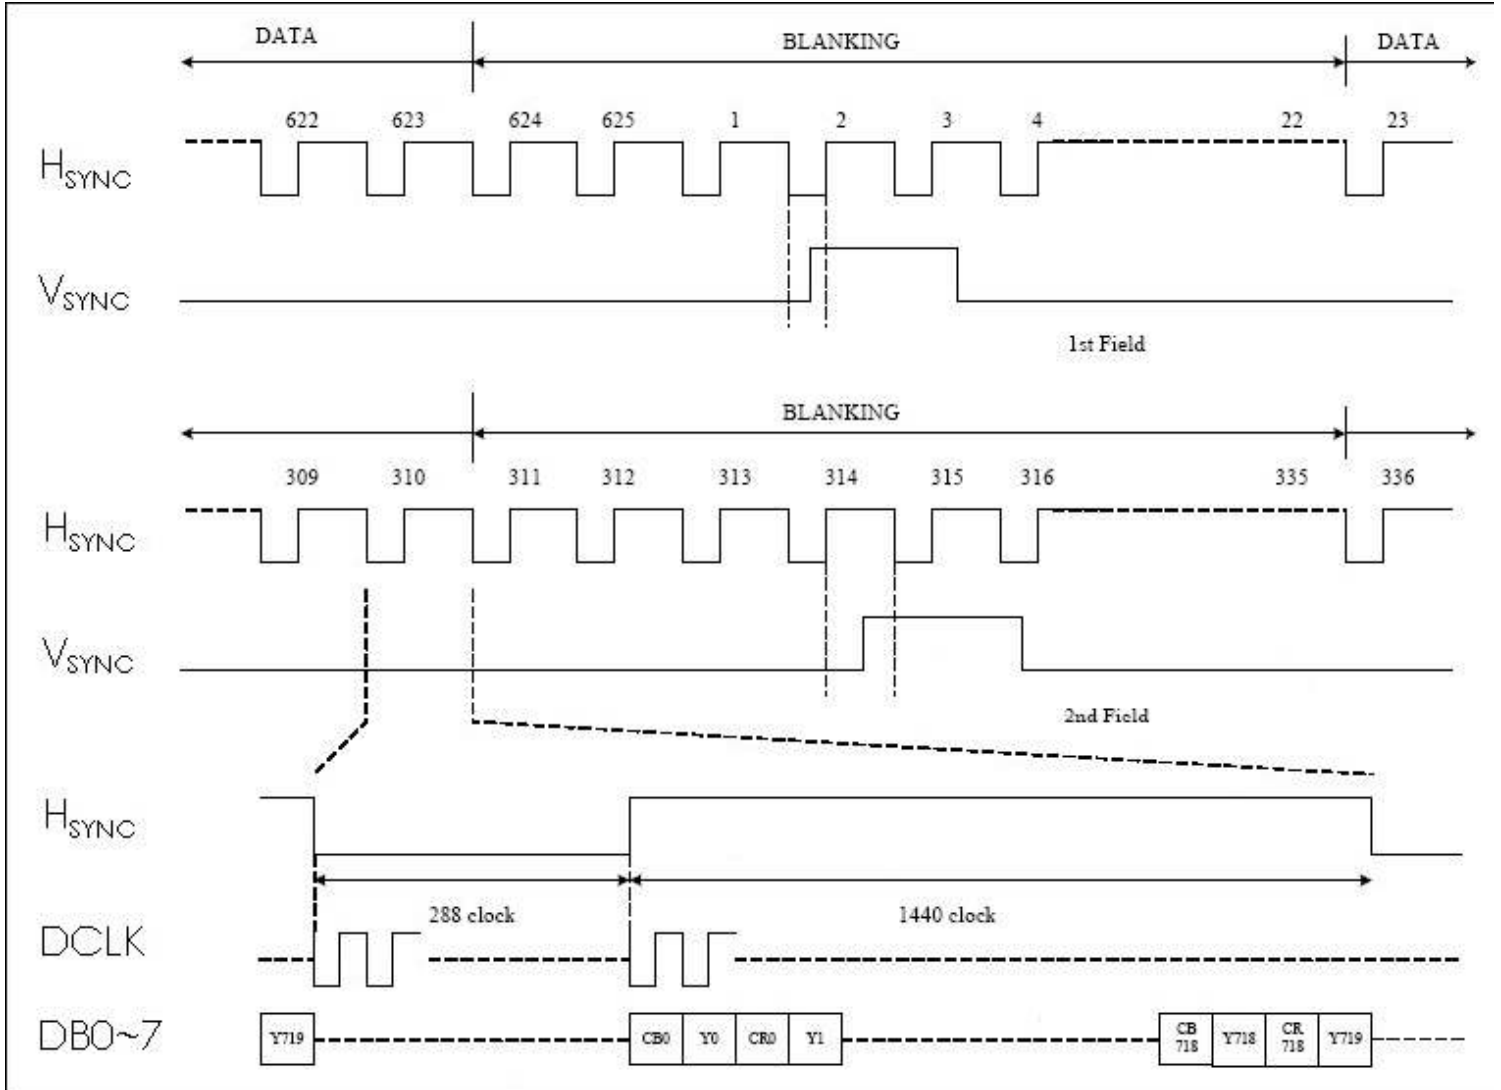 DATA BLANKING DATA
622 623 624 625 1 2 3 4 22 23
HSYNC
VSYNC
1st Field
BLANKING
309 310 311 312 313 314 315 316 335 336
HSYNC
VSYNC
2nd Field
HSYNC
288 clock 1440 clock
DCLK
DB0~7 Y719 CB0 Y0 CR0 Y1 CB 718 Y718 CR 718 Y719